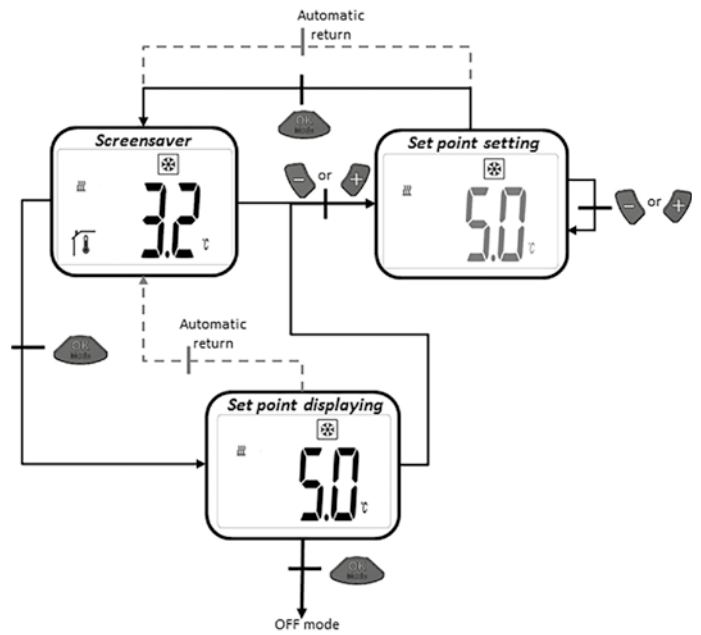 Automatic
return
OK
Mode
Screensaver
3.2 °C
- or +
Set point setting
5.0 °C
- or +
OK
Mode
Automatic
return
Set point displaying
5.0 °C
OK
Mode
OFF mode